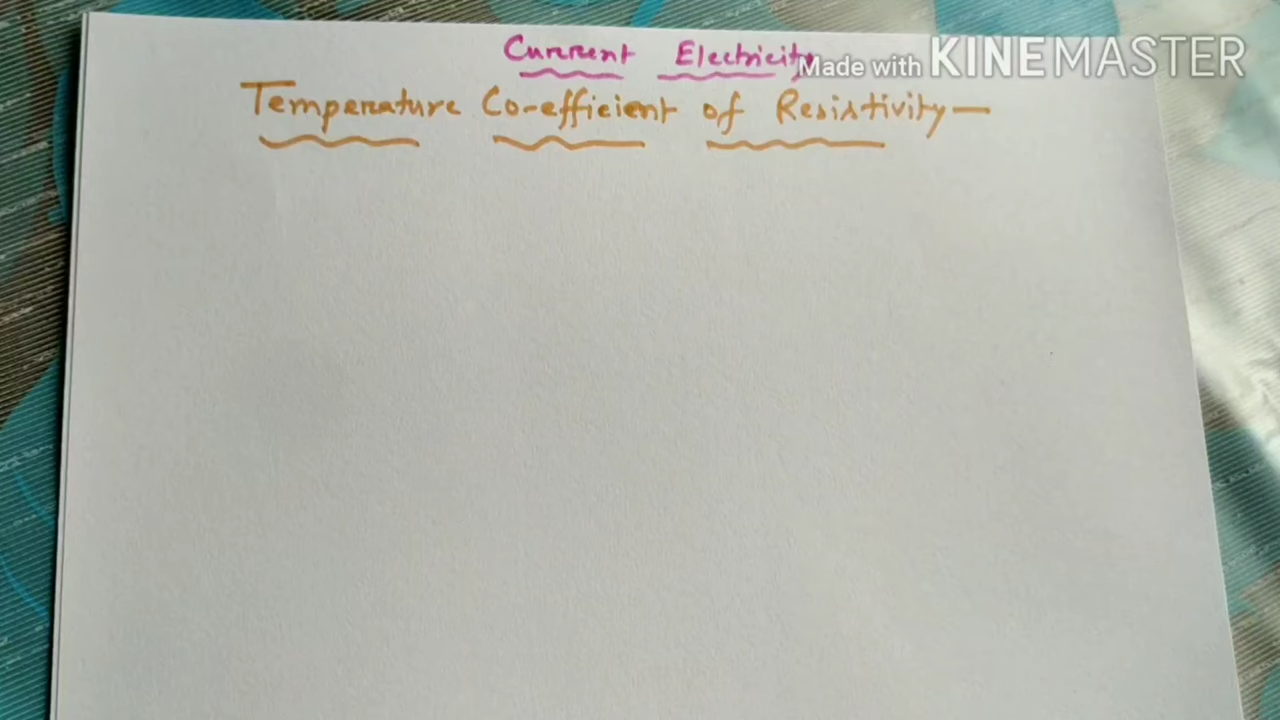 Current Electricity
Made with KINEMASTER
Temperature Co-efficient of Resistivity—